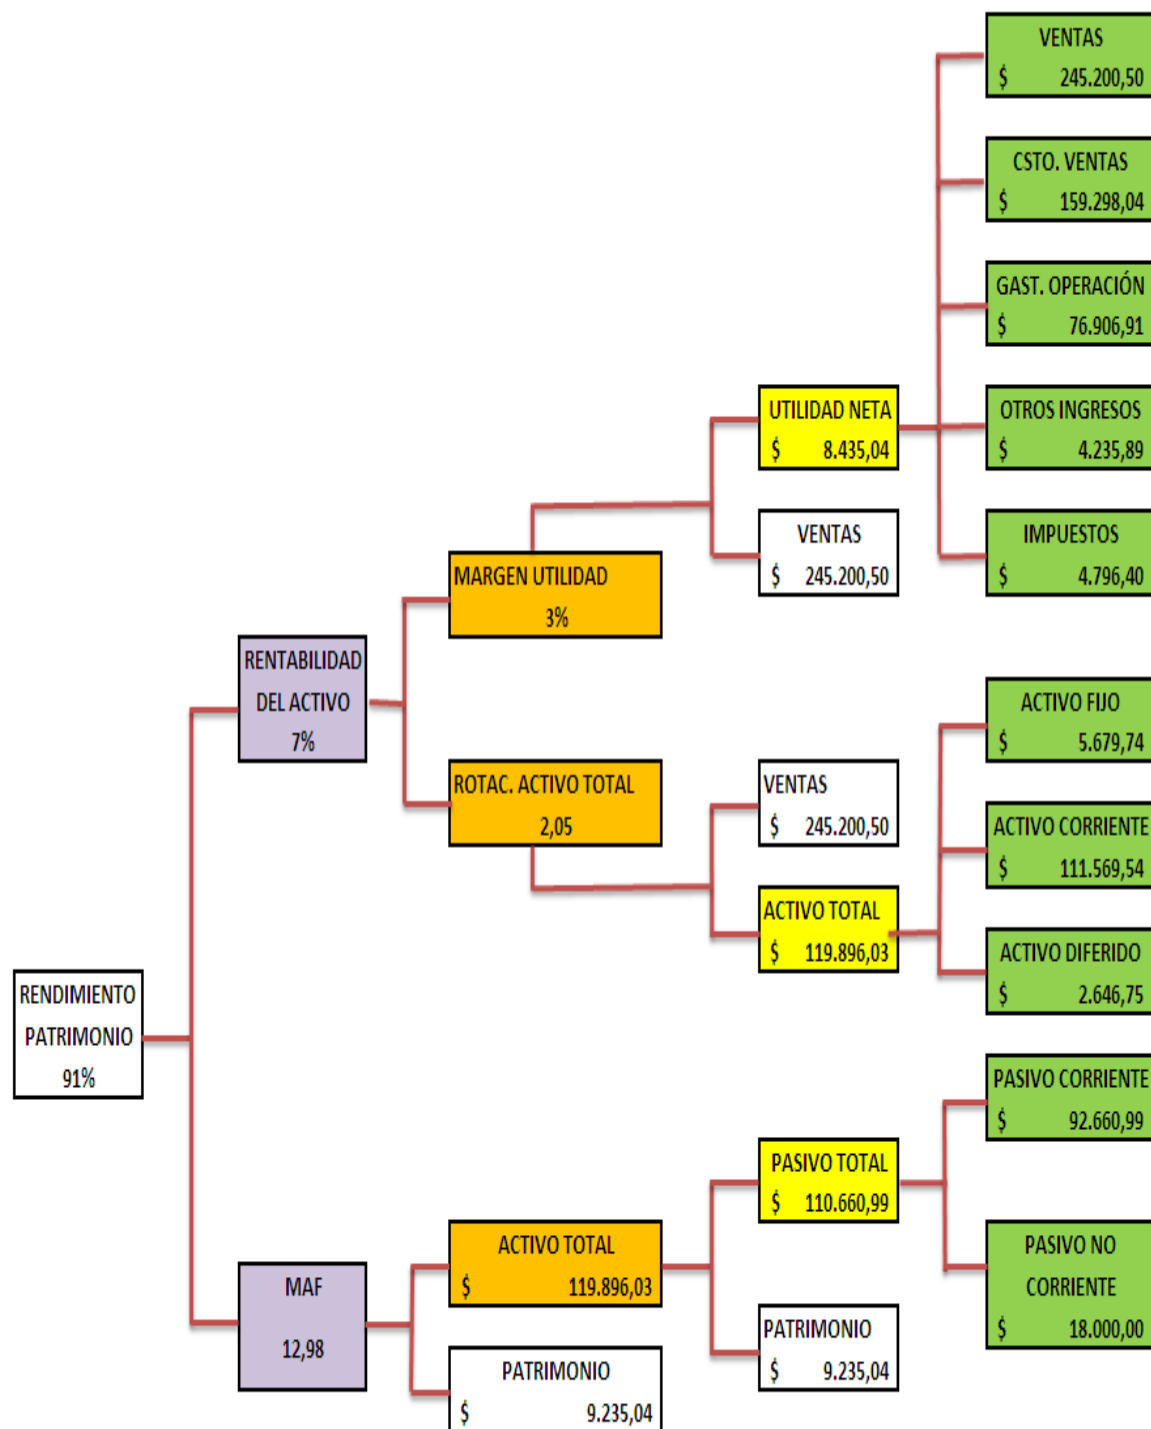 VENTAS
$ 245.200,50
CSTO. VENTAS
$ 159.298,04
GAST. OPERACIÓN
$ 76.906,91
UTILIDAD NETA
$ 8.435,04
OTROS INGRESOS
$ 4.235,89
VENTAS
$ 245.200,50
IMPUESTOS
$ 4.796,40
MARGEN UTILIDAD
3%
RENTABILIDAD
DEL ACTIVO
7%
ACTIVO FIJO
$ 5.679,74
ROTAC. ACTIVO TOTAL
2,05
VENTAS
$ 245.200,50
ACTIVO CORRIENTE
$ 111.569,54
ACTIVO TOTAL
$ 119.896,03
ACTIVO DIFERIDO
$ 2.646,75
RENDIMIENTO
PATRIMONIO
91%
PASIVO CORRIENTE
$ 92.660,99
PASIVO TOTAL
$ 110.660,99
ACTIVO TOTAL
$ 119.896,03
PASIVO NO
CORRIENTE
$ 18.000,00
MAF
12,98
PATRIMONIO
$ 9.235,04
PATRIMONIO
$ 9.235,04